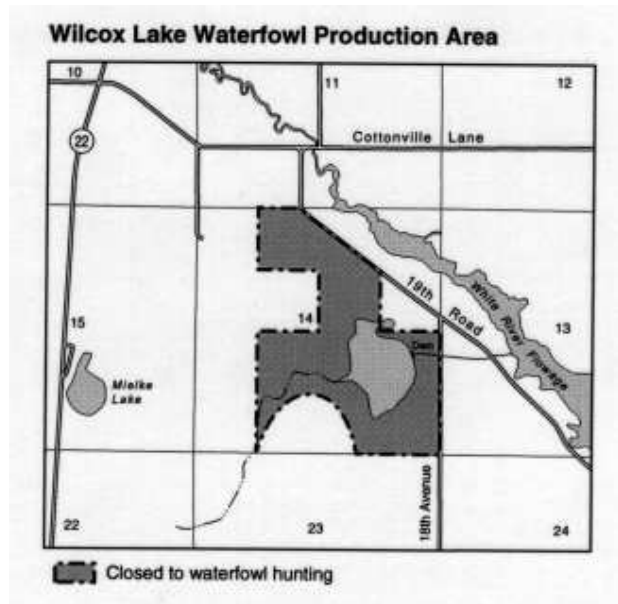 Wilcox Lake Waterfowl Production Area
10
11
12
22
Cottonville Lane
19th Road
White River Flowage
14
15
13
Dam
Mielke
Lake
18th Avenue
22
23
24
Closed to waterfowl hunting